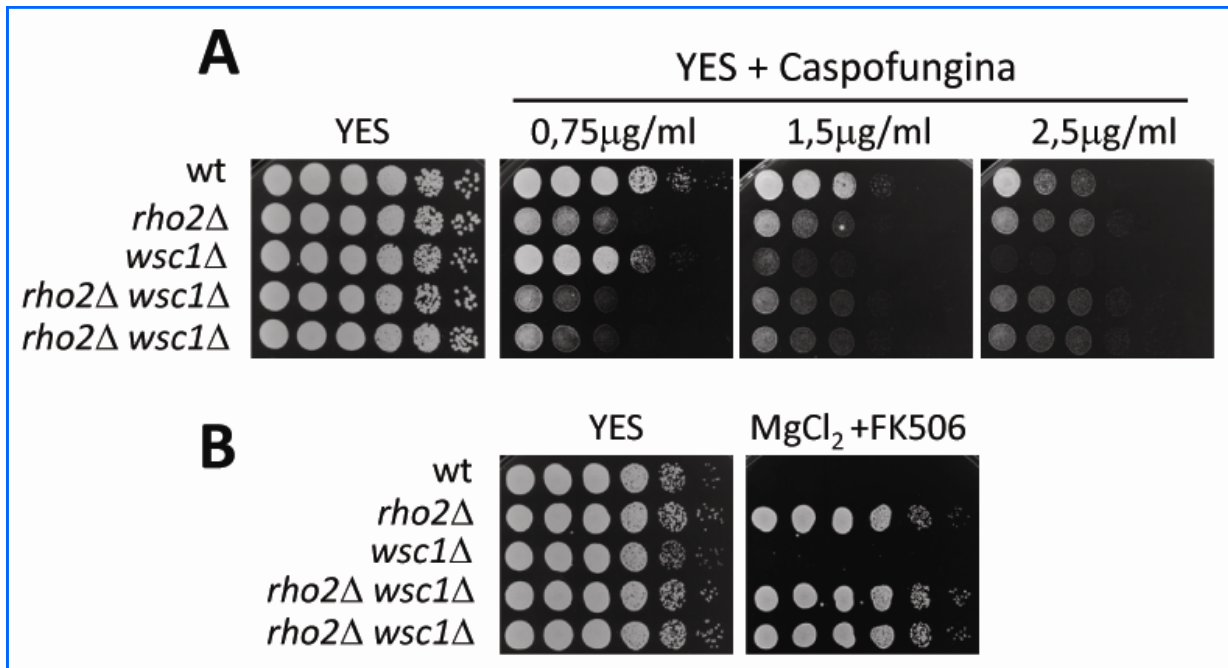 A
YES + Caspofungina
YES 0,75μg/ml 1,5μg/ml 2,5μg/ml
wt
rho2Δ
wsc1Δ
rho2Δ wsc1Δ
rho2Δ wsc1Δ
B
YES MgCl₂ +FK506
wt
rho2Δ
wsc1Δ
rho2Δ wsc1Δ
rho2Δ wsc1Δ